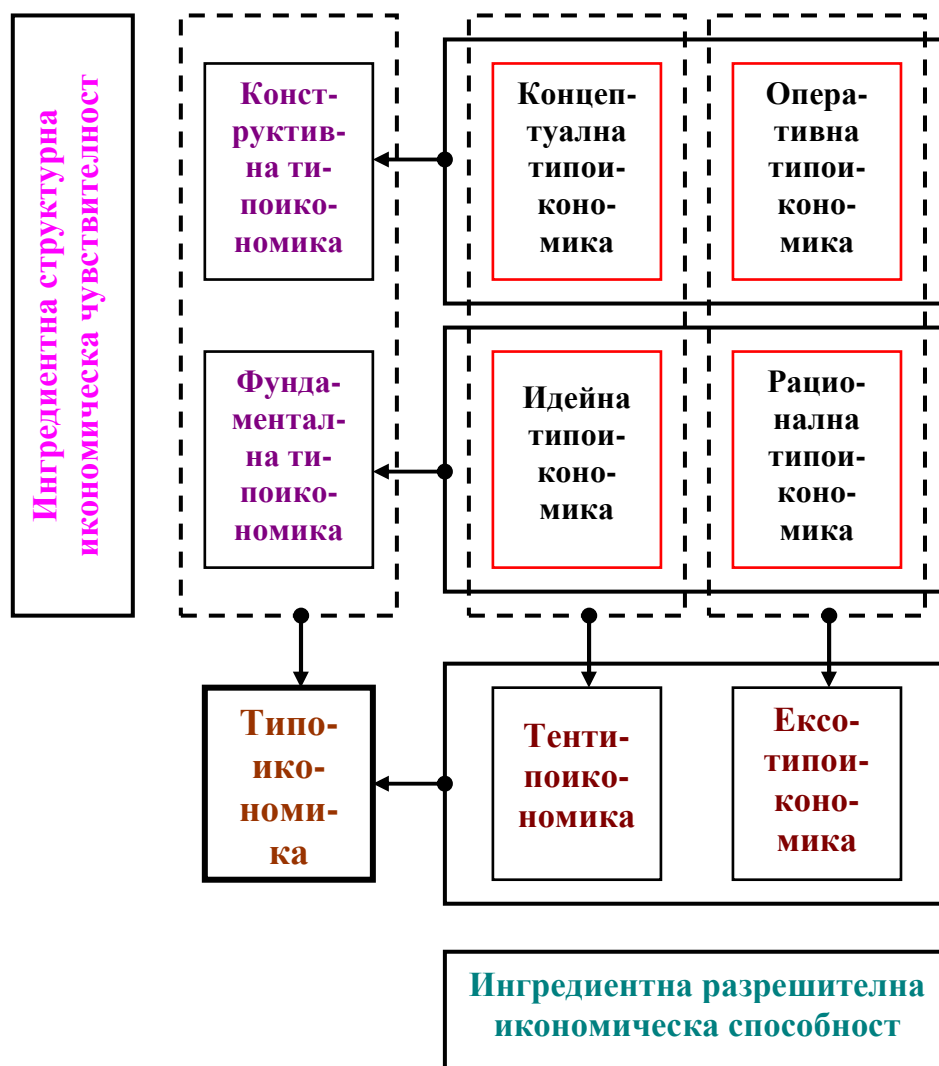 Ингредиентна структурна
икономическа чувствителност
Конст-
руктив-
на ти-
поико-
номика
Концеп-
туална
типои-
коно-
мика
Опера-
тивна
типои-
коно-
мика
Фунда-
ментал-
на ти-
поико-
номика
Идейна
типои-
коно-
мика
Рацио-
нална
типои-
коно-
мика
Типо-
ико-
номи-
ка
Тенти-
поико-
номика
Ексо-
типои-
коно-
мика
Ингредиентна разрешителна
икономическа способност